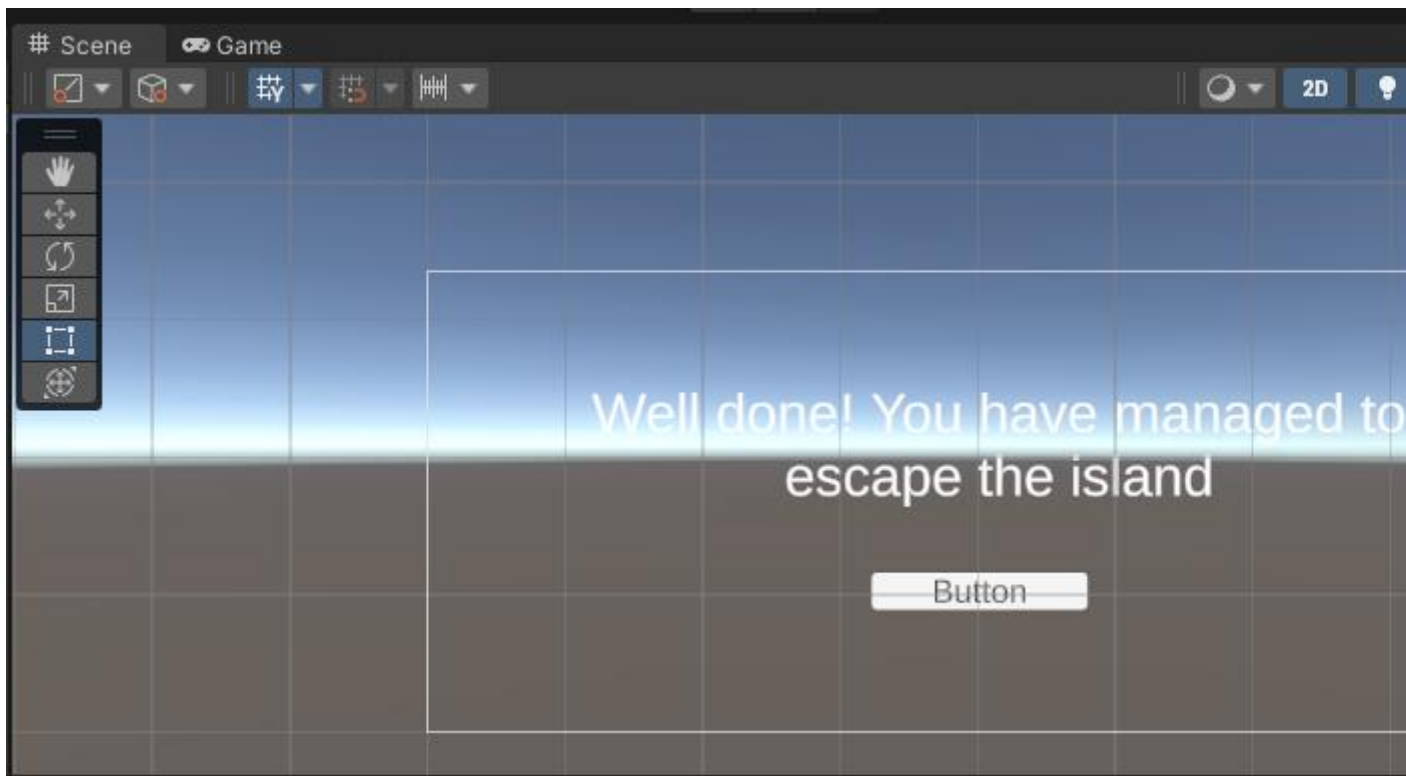 Scene Game
2D
Well done! You have managed to
escape the island
Button